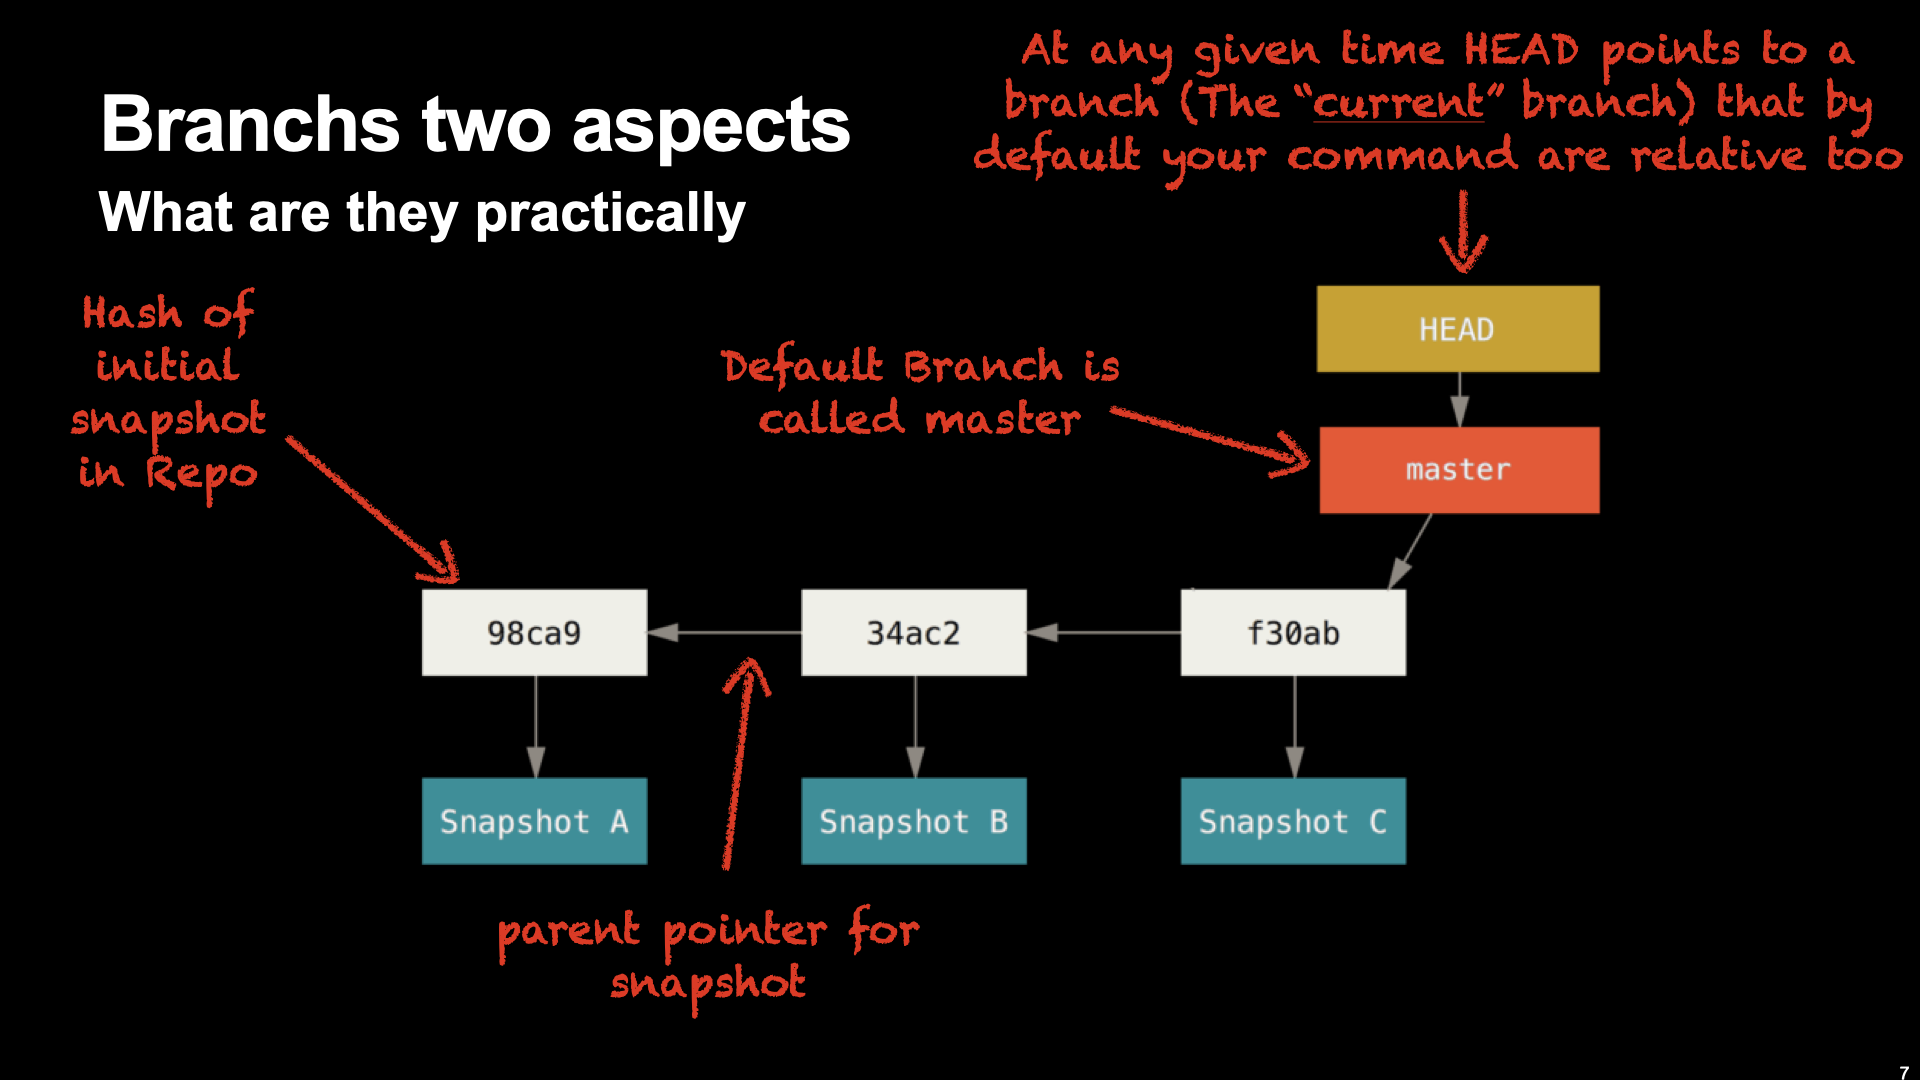 Branchs two aspects
What are they practically
At any given time HEAD points to a
branch (The “current” branch) that by
default your command are relative too
Hash of
initial
snapshot
in Repo
Default Branch is
called master
HEAD
master
98ca9
34ac2
f30ab
Snapshot A
Snapshot B
Snapshot C
parent pointer for
snapshot
7